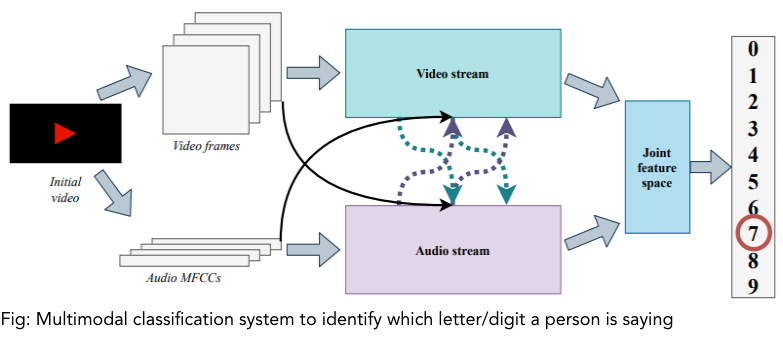 Initial
video
Video frames
Audio MFCCs
Video stream
Audio stream
Joint
feature
space
0
1
2
3
4
5
6
7
8
9
Fig: Multimodal classification system to identify which letter/digit a person is saying